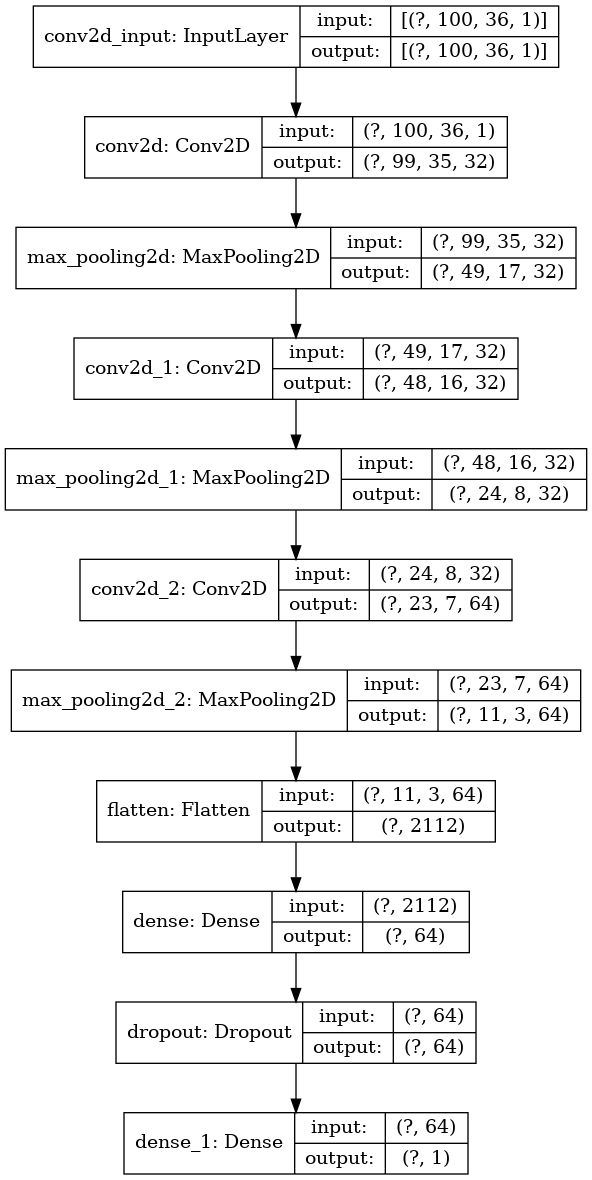 conv2d_input: InputLayer
input: [(?, 100, 36, 1)]
output: [(?, 100, 36, 1)]
conv2d: Conv2D
input: (?, 100, 36, 1)
output: (?, 99, 35, 32)
max_pooling2d: MaxPooling2D
input: (?, 99, 35, 32)
output: (?, 49, 17, 32)
conv2d_1: Conv2D
input: (?, 49, 17, 32)
output: (?, 48, 16, 32)
max_pooling2d_1: MaxPooling2D
input: (?, 48, 16, 32)
output: (?, 24, 8, 32)
conv2d_2: Conv2D
input: (?, 24, 8, 32)
output: (?, 23, 7, 64)
max_pooling2d_2: MaxPooling2D
input: (?, 23, 7, 64)
output: (?, 11, 3, 64)
flatten: Flatten
input: (?, 11, 3, 64)
output: (?, 2112)
dense: Dense
input: (?, 2112)
output: (?, 64)
dropout: Dropout
input: (?, 64)
output: (?, 64)
dense_1: Dense
input: (?, 64)
output: (?, 1)